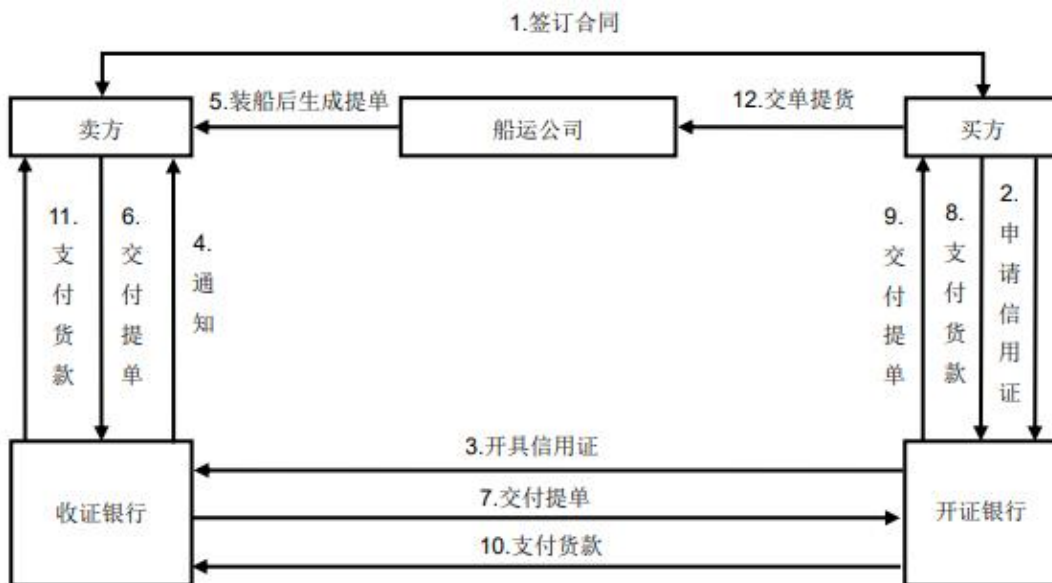 1.签订合同
5.装船后生成提单
12.交单提货
卖方
船运公司
买方
11.支付货款
6.交付提单
4.通知
9.交付提单
8.支付货款
2.申请信用证
3.开具信用证
收证银行
7.交付提单
开证银行
10.支付货款